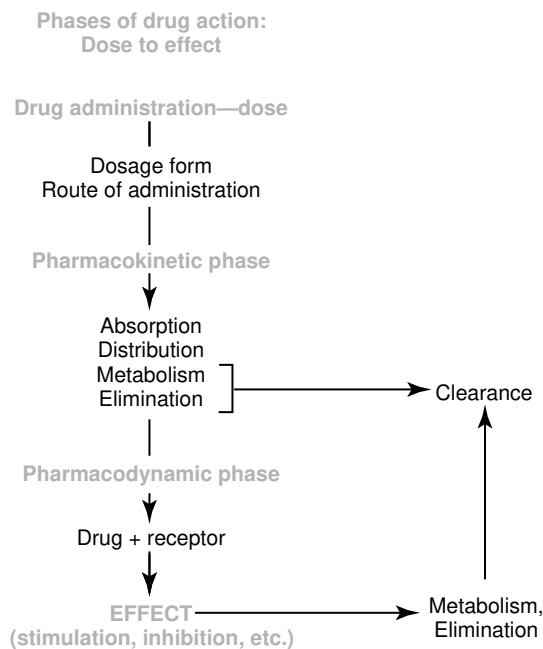 Phases of drug action:
Dose to effect
Drug administration—dose
Dosage form
Route of administration
Pharmacokinetic phase
Absorption
Distribution
Metabolism
Elimination
Clearance
Pharmacodynamic phase
Drug + receptor
EFFECT
(stimulation, inhibition, etc.)
Metabolism,
Elimination